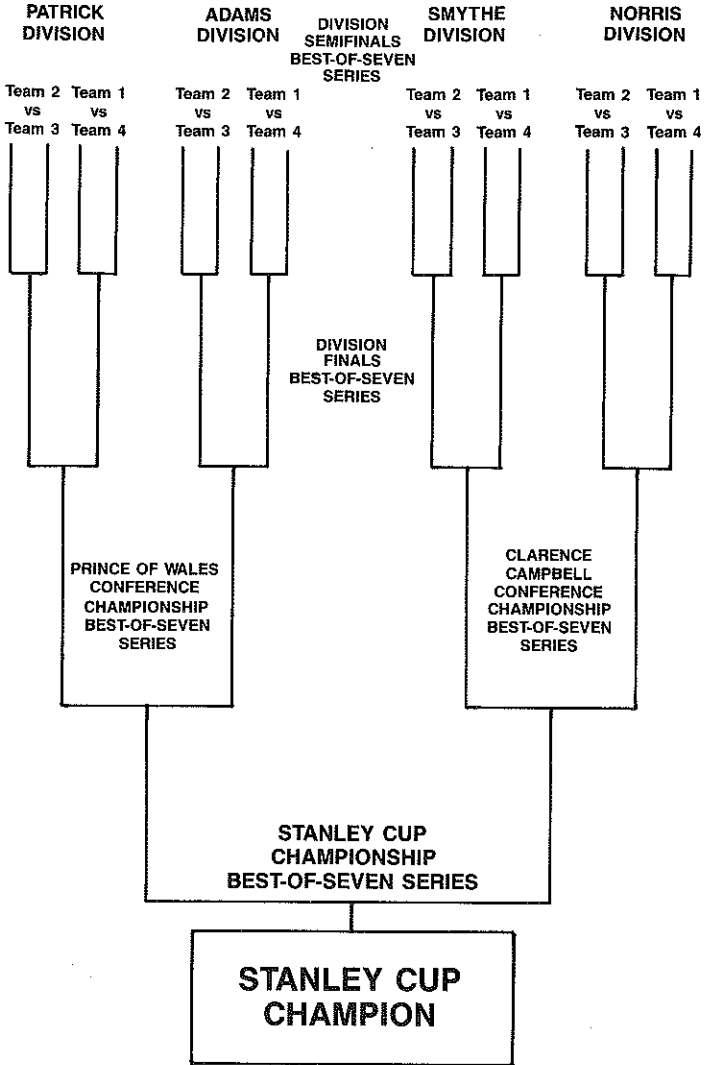 PATRICK
DIVISION
ADAMS
DIVISION
DIVISION
SEMIFINALS
BEST-OF-SEVEN
SERIES
SMYTHE
DIVISION
NORRIS
DIVISION
Team 2
vs
Team 3
Team 1
vs
Team 4
Team 2
vs
Team 3
Team 1
vs
Team 4
Team 2
vs
Team 3
Team 1
vs
Team 4
Team 2
vs
Team 3
Team 1
vs
Team 4
DIVISION
FINALS
BEST-OF-SEVEN
SERIES
PRINCE OF WALES
CONFERENCE
CHAMPIONSHIP
BEST-OF-SEVEN
SERIES
CLARENCE
CAMPBELL
CONFERENCE
CHAMPIONSHIP
BEST-OF-SEVEN
SERIES
STANLEY CUP
CHAMPIONSHIP
BEST-OF-SEVEN SERIES
STANLEY CUP
CHAMPION